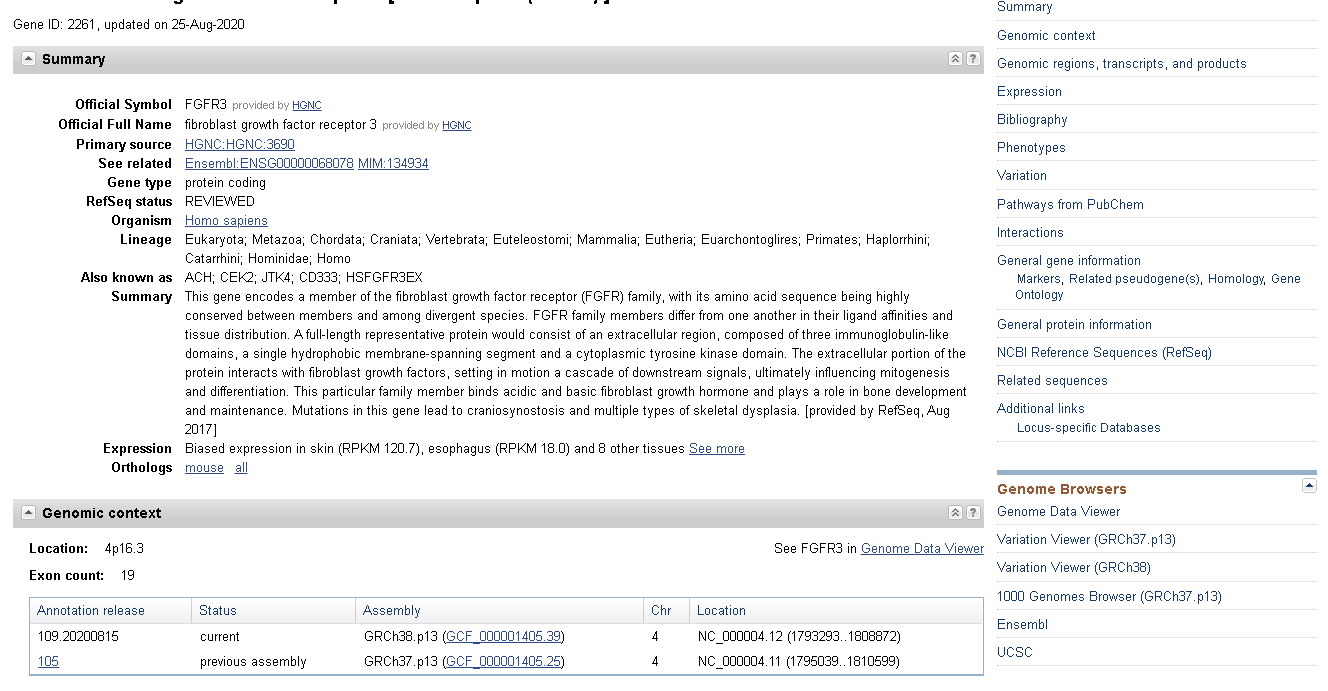 Gene ID: 2261, updated on 25-Aug-2020
Summary
Official Symbol FGFR3 provided by HGNC
Official Full Name fibroblast growth factor receptor 3 provided by HGNC
Primary source HGNC:HGNC:3690
See related Ensembl:ENSG00000068078 MIM:134934
Gene type protein coding
RefSeq status REVIEWED
Organism Homo sapiens
Lineage Eukaryota; Metazoa; Chordata; Craniata; Vertebrata; Euteleostomi; Mammalia; Eutheria; Euarchontoglires; Primates; Haplorrhini;
Catarrhini; Hominidae; Homo
Also known as ACH; CEK2; JTK4; CD333; HSFGFR3EX
Summary This gene encodes a member of the fibroblast growth factor receptor (FGFR) family, with its amino acid sequence being highly
conserved between members and among divergent species. FGFR family members differ from one another in their ligand affinities and
tissue distribution. A full-length representative protein would consist of an extracellular region, composed of three immunoglobulin-like
domains, a single hydrophobic membrane-spanning segment and a cytoplasmic tyrosine kinase domain. The extracellular portion of the
protein interacts with fibroblast growth factors, setting in motion a cascade of downstream signals, ultimately influencing mitogenesis
and differentiation. This particular family member binds acidic and basic fibroblast growth hormone and plays a role in bone development
and maintenance. Mutations in this gene lead to craniosynostosis and multiple types of skeletal dysplasia. [provided by RefSeq, Aug
2017]
Expression Biased expression in skin (RPKM 120.7), esophagus (RPKM 18.0) and 8 other tissues See more
Orthologs mouse all
Genomic context
Location: 4p16.3
See FGFR3 in Genome Data Viewer
Exon count: 19
Annotation release Status Assembly Chr Location
109.20200815 current GRCh38.p13 (GCF_000001405.39) 4 NC_000004.12 (1793293..1808872)
105 previous assembly GRCh37.p13 (GCF_000001405.25) 4 NC_000004.11 (1795039..1810599)
Summary
Genomic context
Genomic regions, transcripts, and products
Expression
Bibliography
Phenotypes
Variation
Pathways from PubChem
Interactions
General gene information
Markers, Related pseudogene(s), Homology, Gene
Ontology
General protein information
NCBI Reference Sequences (RefSeq)
Related sequences
Additional links
Locus-specific Databases
Genome Browsers
Genome Data Viewer
Variation Viewer (GRCh37.p13)
Variation Viewer (GRCh38)
1000 Genomes Browser (GRCh37.p13)
Ensembl
UCSC